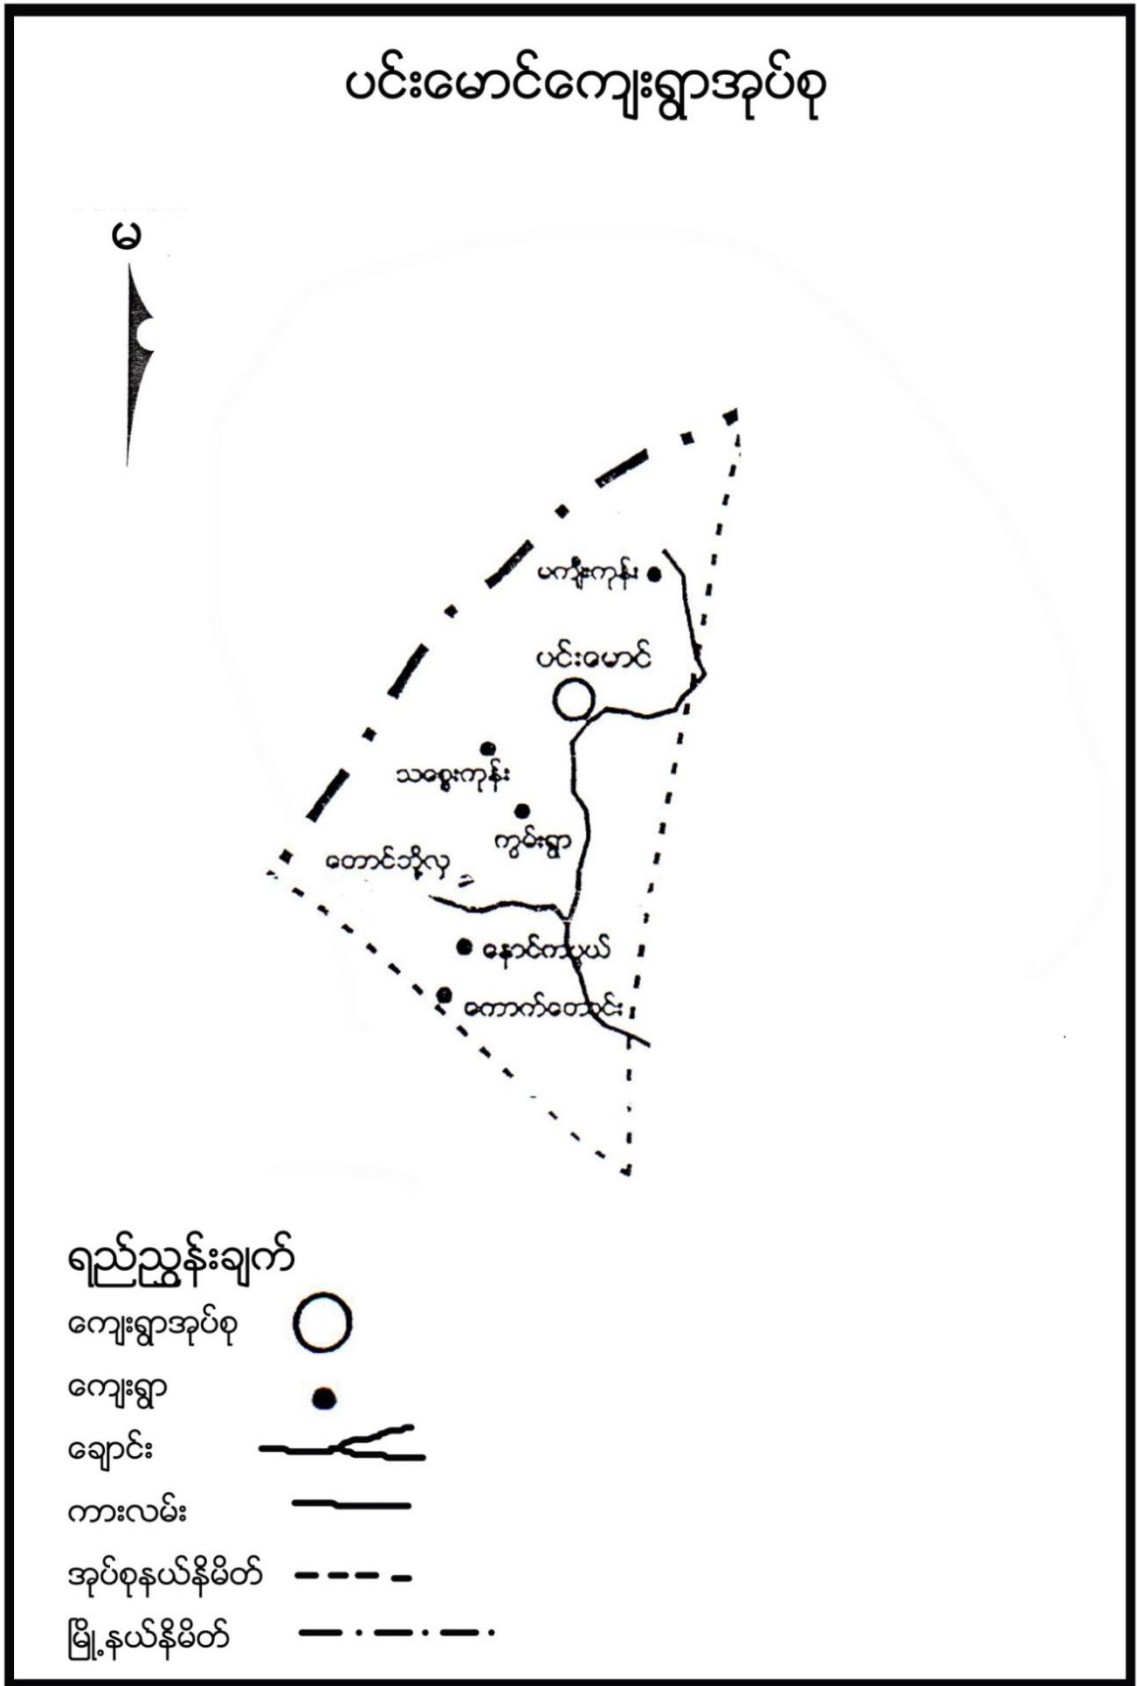 ပင်းမောင်ကျေးရွာအုပ်စု
မ
မကျီးကုန်း
ပင်းမောင်
သစွေးကုန်း
ကွမ်းရွာ
တောင်ဘို့လှ
နောင်ကပွယ်
ကောက်တောင်း
ရည်ညွှန်းချက်
ကျေးရွာအုပ်စု
ကျေးရွာ
ချောင်း
ကားလမ်း
အုပ်စုနယ်နိမိတ်
မြို့နယ်နိမိတ်